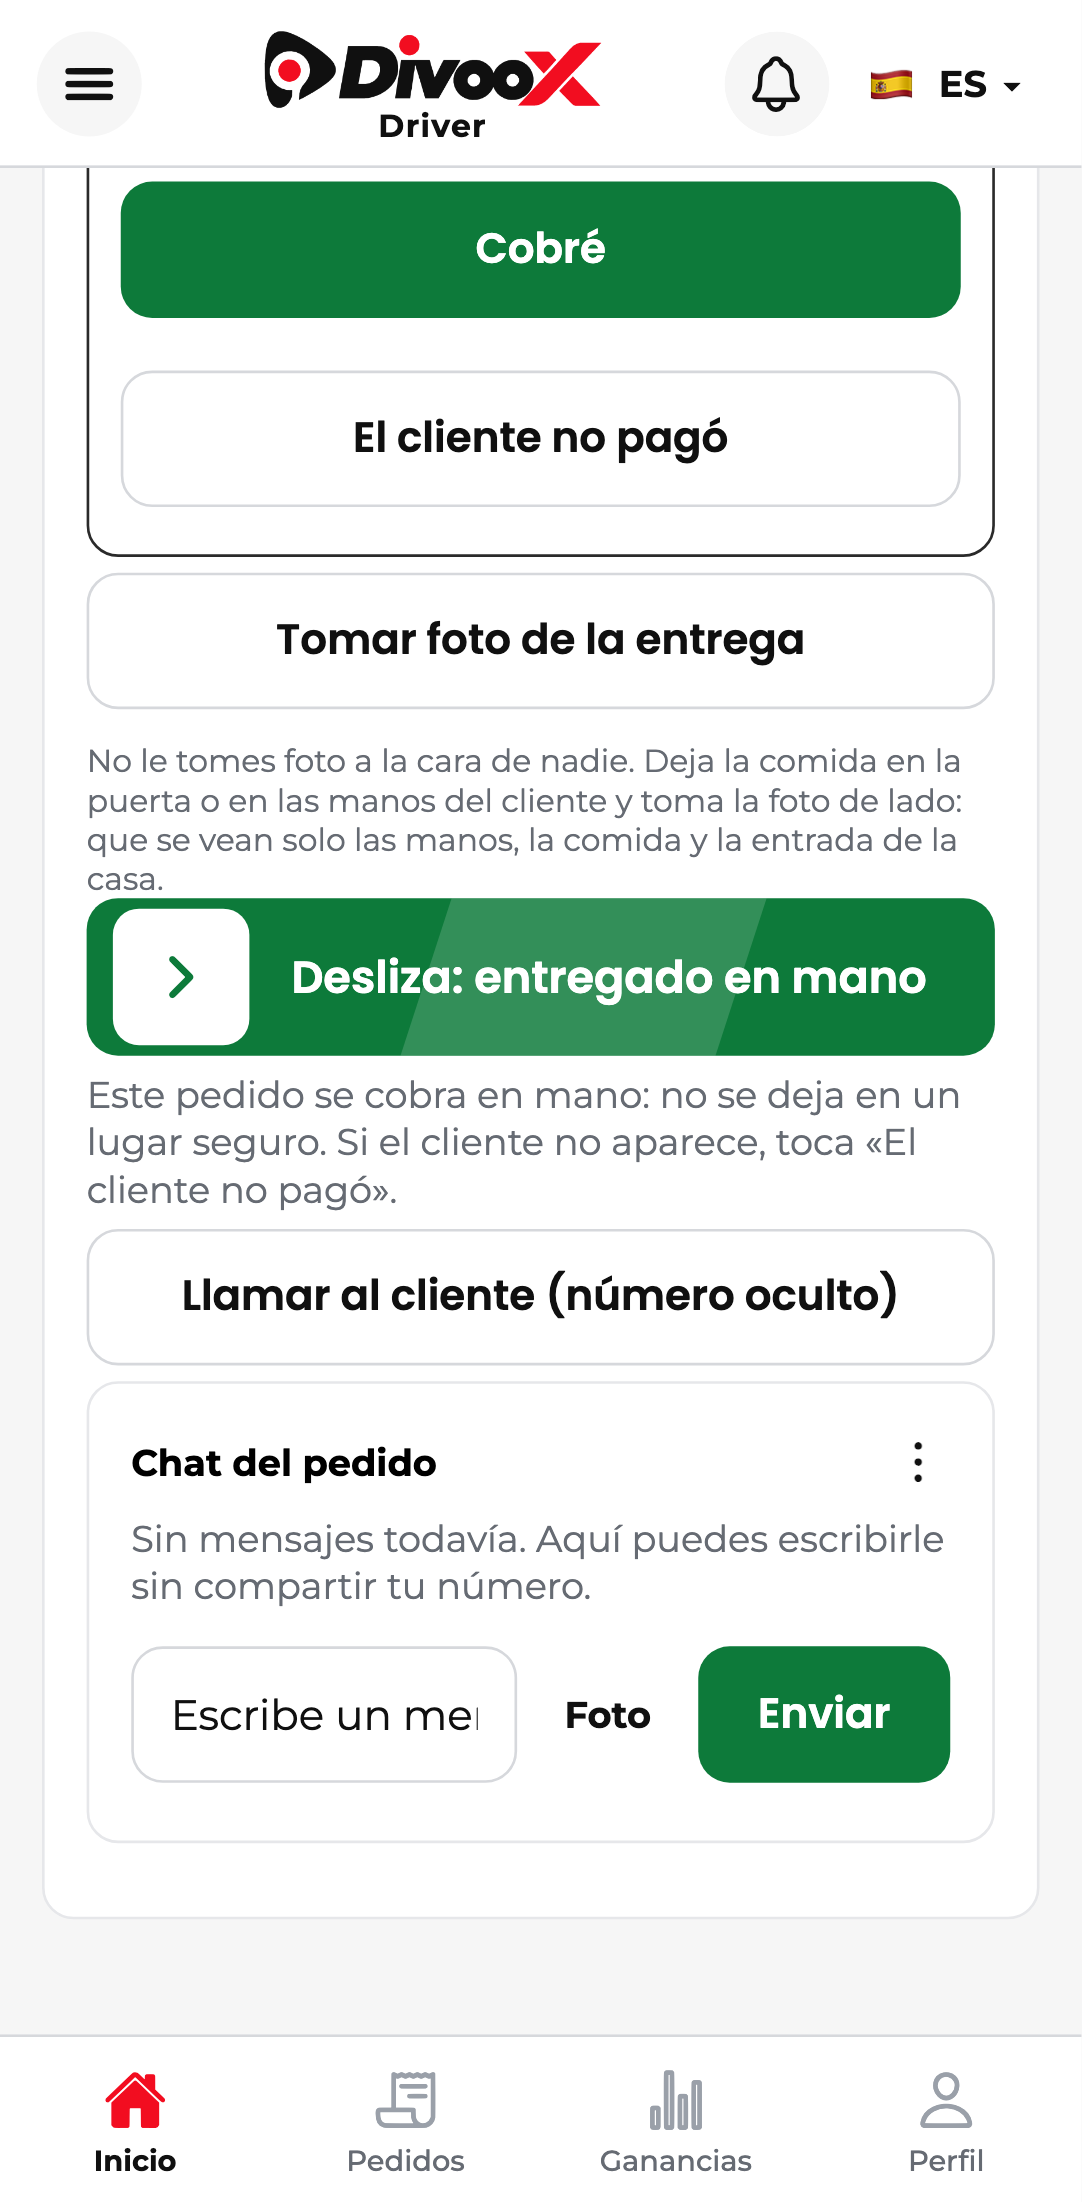 DivooX
Driver
ES
Cobré
El cliente no pagó
Tomar foto de la entrega
No le tomes foto a la cara de nadie. Deja la comida en la
puerta o en las manos del cliente y toma la foto de lado:
que se vean solo las manos, la comida y la entrada de la
casa.
Desliza: entregado en mano
Este pedido se cobra en mano: no se deja en un
lugar seguro. Si el cliente no aparece, toca «El
cliente no pagó».
Llamar al cliente (número oculto)
Chat del pedido
Sin mensajes todavía. Aquí puedes escribirle
sin compartir tu número.
Escribe un me
Foto
Enviar
Inicio
Pedidos
Ganancias
Perfil